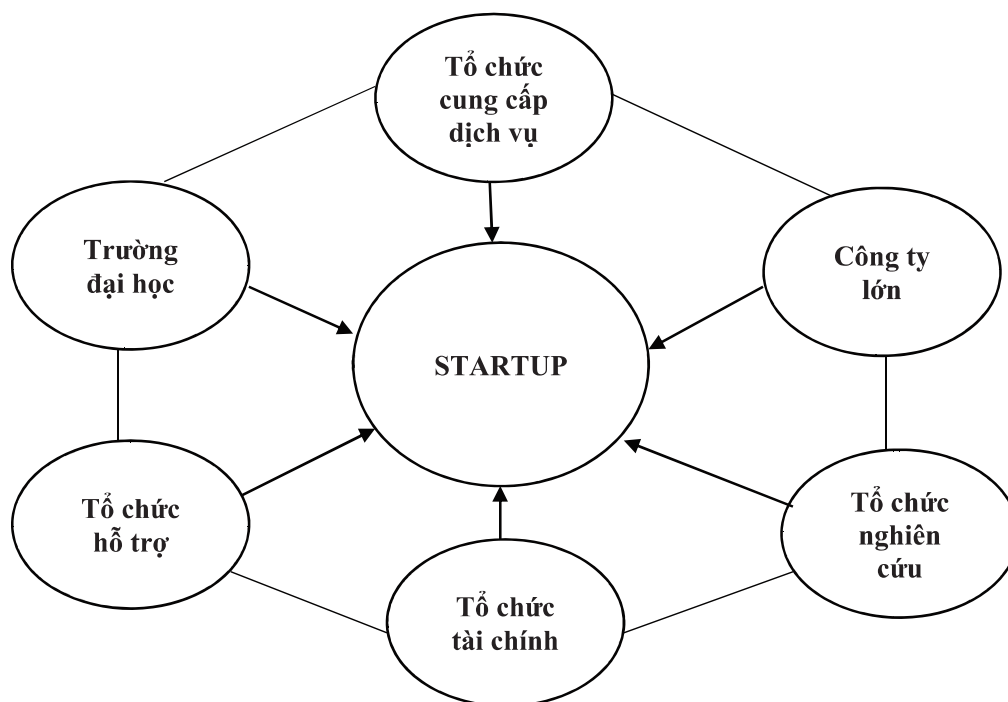 Tổ chức
cung cấp
dịch vụ
Trường
đại học
Công ty
lớn
STARTUP
Tổ chức
hỗ trợ
Tổ chức
nghiên
cứu
Tổ chức
tài chính